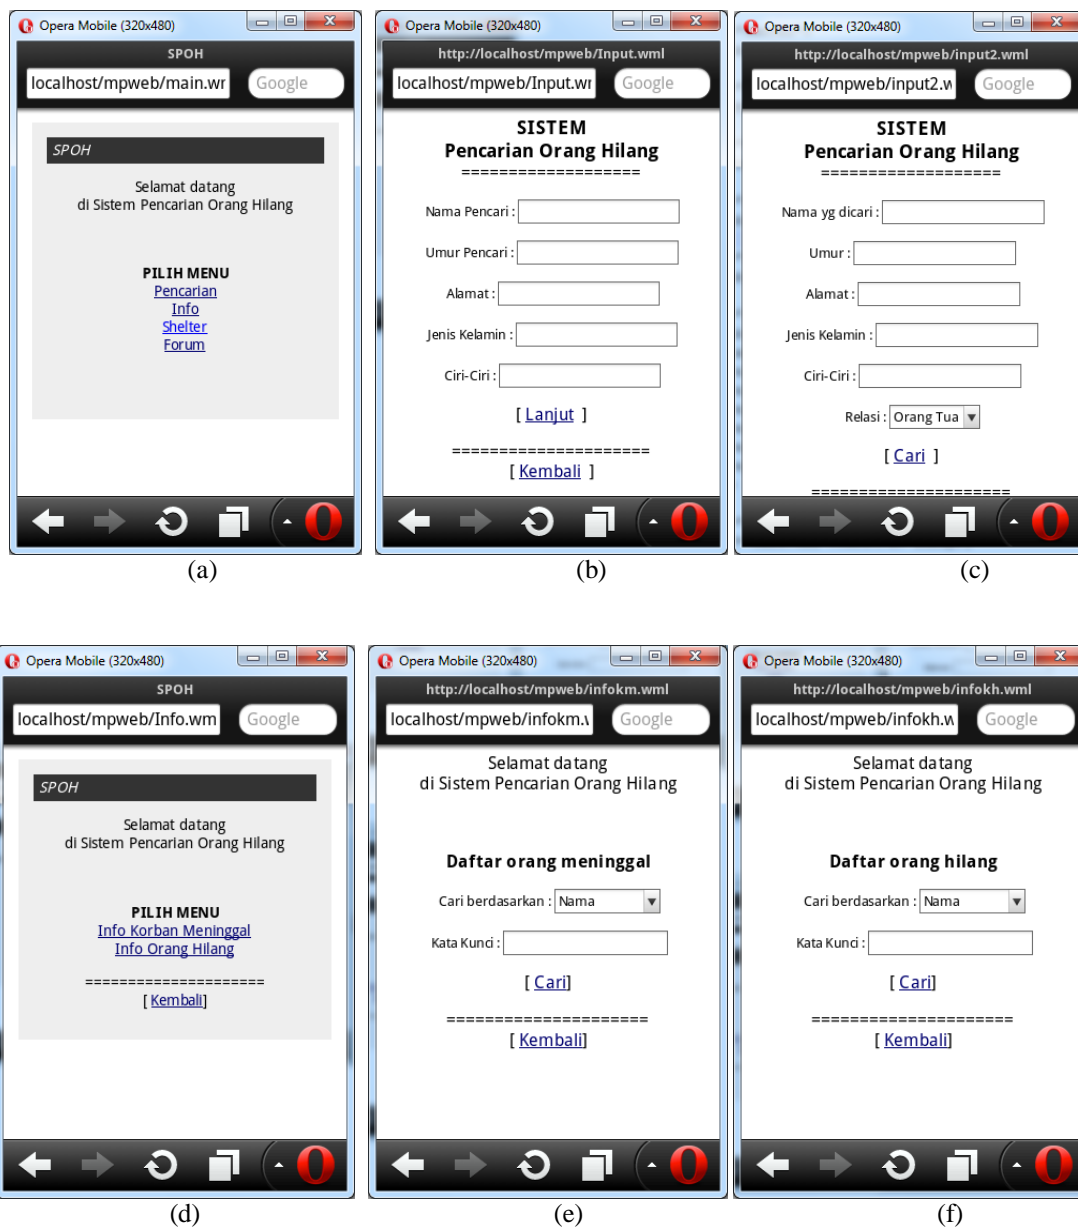 Opera Mobile (320x480)
SPOH
localhost/mpweb/main.wr
Google
SPOH
Selamat datang
di Sistem Pencarian Orang Hilang
PILIH MENU
Pencarian
Info
Shelter
Forum
(a)
Opera Mobile (320x480)
http://localhost/mpweb/Input.wml
localhost/mpweb/Input.wr
Google
SISTEM
Pencarian Orang Hilang
===================
Nama Pencari :
Umur Pencari :
Alamat :
Jenis Kelamin :
Ciri-Ciri :
[ Lanjut ]
=====================
[ Kembali ]
(b)
Opera Mobile (320x480)
http://localhost/mpweb/input2.wml
localhost/mpweb/input2.w
Google
SISTEM
Pencarian Orang Hilang
===================
Nama yg dicari :
Umur :
Alamat :
Jenis Kelamin :
Ciri-Ciri :
Relasi : Orang Tua
[ Cari ]
=====================
(c)
Opera Mobile (320x480)
SPOH
localhost/mpweb/Info.wm
Google
SPOH
Selamat datang
di Sistem Pencarian Orang Hilang
PILIH MENU
Info Korban Meninggal
Info Orang Hilang
=====================
[ Kembali]
(d)
Opera Mobile (320x480)
http://localhost/mpweb/infokm.wml
localhost/mpweb/infokm.v
Google
Selamat datang
di Sistem Pencarian Orang Hilang
Daftar orang meninggal
Cari berdasarkan : Nama
Kata Kunci :
[ Cari]
=====================
[ Kembali]
(e)
Opera Mobile (320x480)
http://localhost/mpweb/infokh.wml
localhost/mpweb/infokh.w
Google
Selamat datang
di Sistem Pencarian Orang Hilang
Daftar orang hilang
Cari berdasarkan : Nama
Kata Kunci :
[ Cari]
=====================
[ Kembali]
(f)